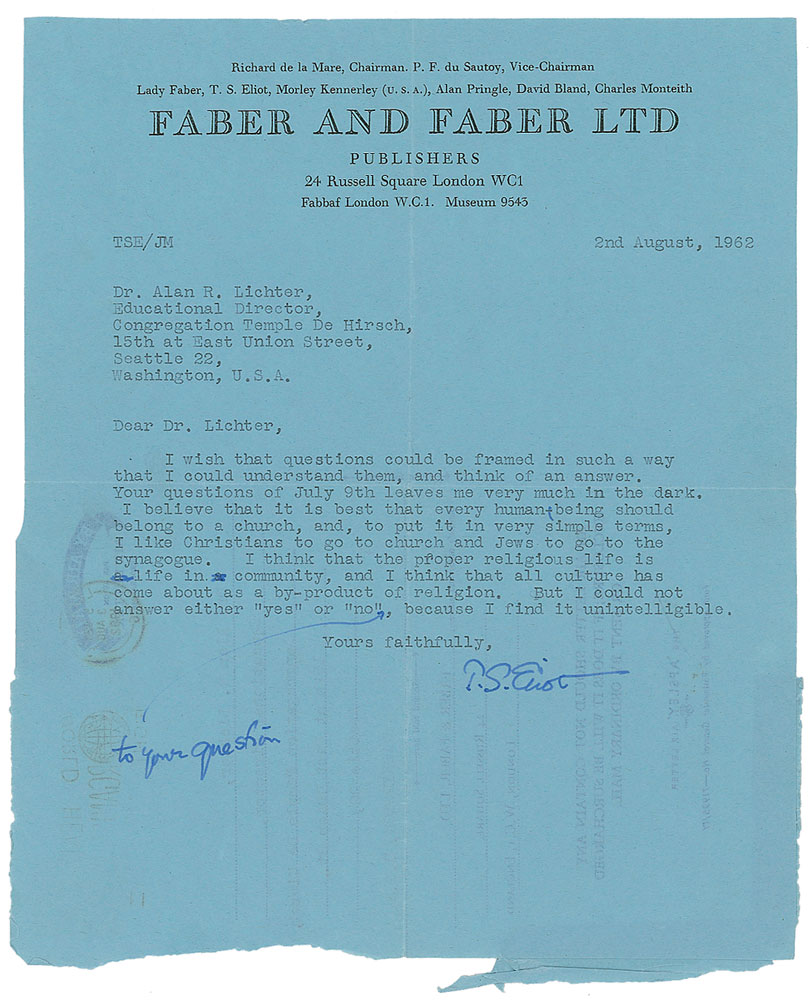 Richard de la Mare, Chairman. P. F. du Sautoy, Vice-Chairman
Lady Faber, T. S. Eliot, Morley Kennerley (U. S. A.), Alan Pringle, David Bland, Charles Monteith
FABER AND FABER LTD
PUBLISHERS
24 Russell Square London WC1
Fabbaf London W.C.1. Museum 9543
TSE/JM 2nd August, 1962
Dr. Alan R. Lichter,
Educational Director,
Congregation Temple De Hirsch,
15th at East Union Street,
Seattle 22,
Washington, U.S.A.
Dear Dr. Lichter,
I wish that questions could be framed in such a way
that I could understand them, and think of an answer.
Your questions of July 9th leaves me very much in the dark.
I believe that it is best that every human being should
belong to a church, and, to put it in very simple terms,
I like Christians to go to church and Jews to go to the
synagogue. I think that the proper religious life is
a life in a community, and I think that all culture has
come about as a by-product of religion. But I could not
answer either "yes" or "no", because I find it unintelligible.
Yours faithfully,
T. S. Eliot
to your question